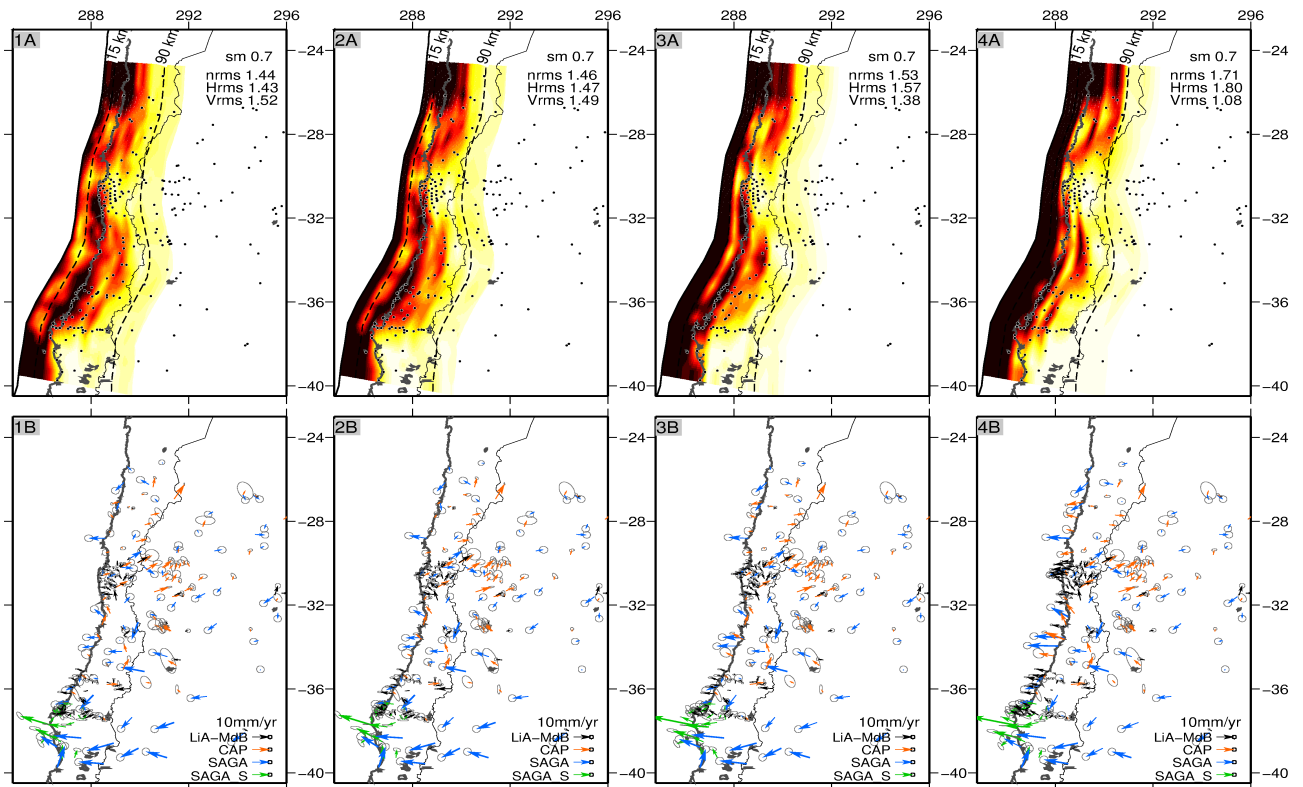 288 292 296 288 292 296 288 292 296 288 292 296
1A 15 km 90 km 2A 15 km 90 km 3A 15 km 90 km 4A 15 km 90 km
sm 0.7 sm 0.7 sm 0.7 sm 0.7
nrms 1.44 nrms 1.46 nrms 1.53 nrms 1.71
Hrms 1.43 Hrms 1.47 Hrms 1.57 Hrms 1.80
Vrms 1.52 Vrms 1.49 Vrms 1.38 Vrms 1.08
−24
−28
−32
−36
−40
1B 2B 3B 4B
−24
−28
−32
−36
10mm/yr 10mm/yr 10mm/yr 10mm/yr
LiA−MdB LiA−MdB LiA−MdB LiA−MdB
CAP CAP CAP CAP
SAGA SAGA SAGA SAGA
−40
SAGA_S SAGA_S SAGA_S SAGA_S